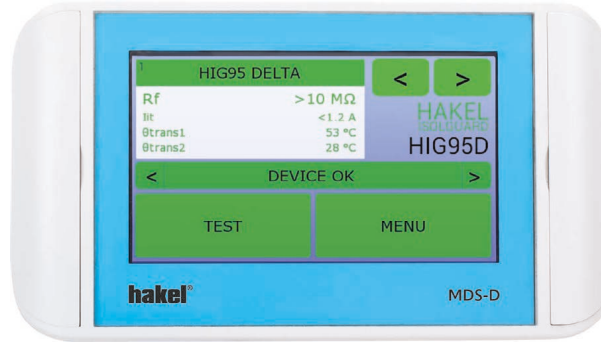 1 HIG95 DELTA < >
Rf >10 MΩ
Iit <1.2 A
θtrans1 53 °C
θtrans2 28 °C
HAKEL
ISOLGUARD
HIG95D
< DEVICE OK >
TEST MENU
hakel® MDS-D